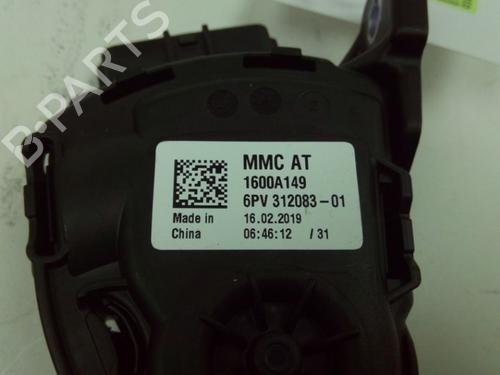 B-PARTS
MMC AT
1600A149
6PV 312083-01
Made in 16.02.2019
China 06:46:12 / 31